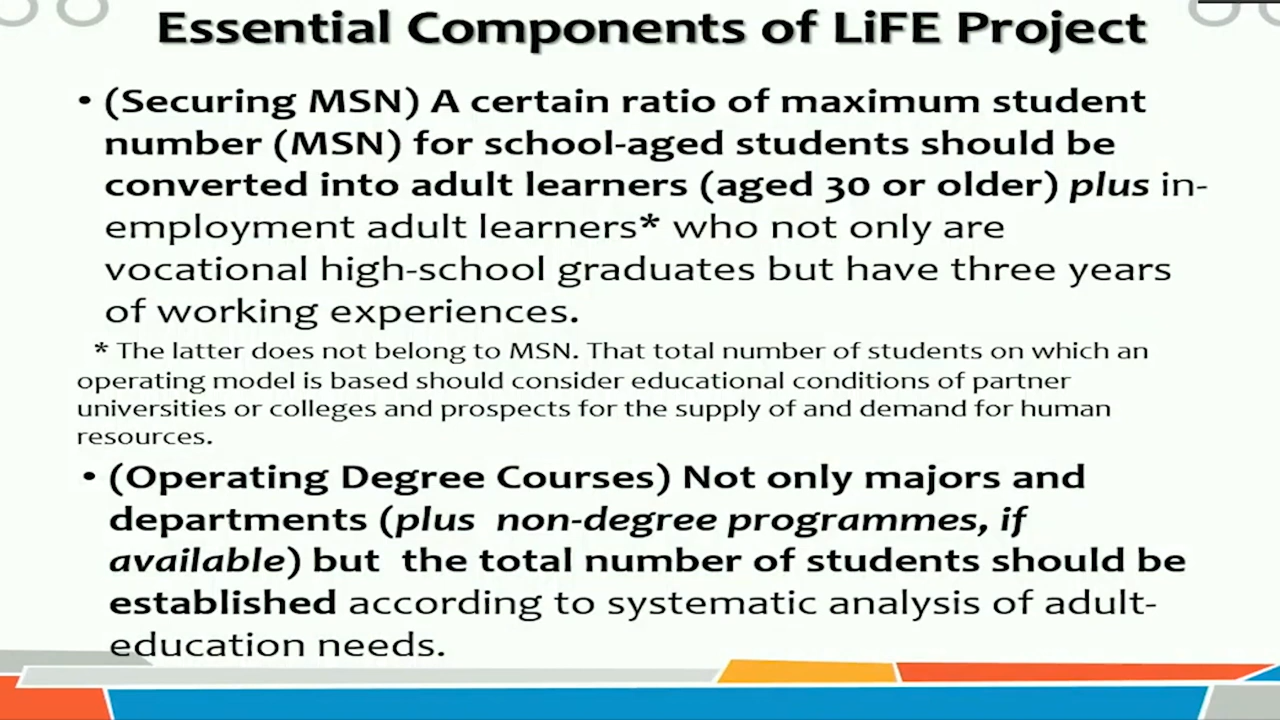 Essential Components of LiFE Project
• (Securing MSN) A certain ratio of maximum student
number (MSN) for school-aged students should be
converted into adult learners (aged 30 or older) plus in-
employment adult learners* who not only are
vocational high-school graduates but have three years
of working experiences.
* The latter does not belong to MSN. That total number of students on which an
operating model is based should consider educational conditions of partner
universities or colleges and prospects for the supply of and demand for human
resources.
• (Operating Degree Courses) Not only majors and
departments (plus non-degree programmes, if
available) but the total number of students should be
established according to systematic analysis of adult-
education needs.